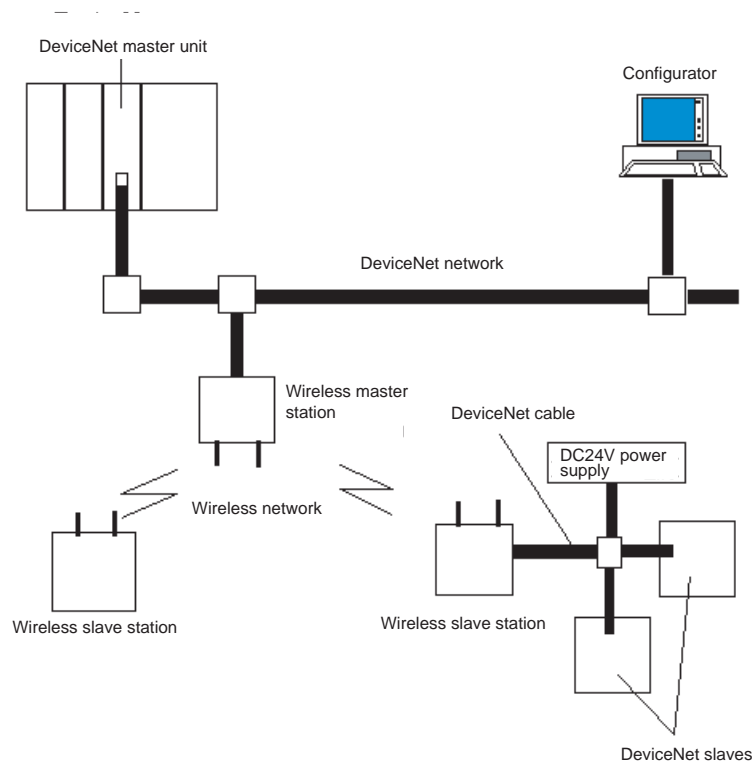 DeviceNet master unit
Configurator
DeviceNet network
Wireless master
station
DeviceNet cable
DC24V power
supply
Wireless network
Wireless slave station
Wireless slave station
DeviceNet slaves